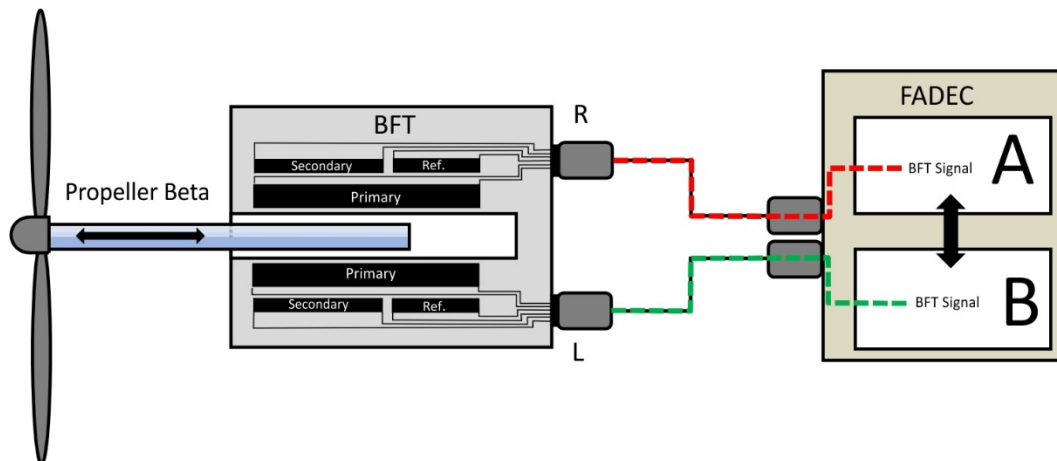 FADEC
R
BFT
A
BFT Signal
Secondary
Ref.
Propeller Beta
Primary
Primary
Secondary
Ref.
BFT Signal
B
L